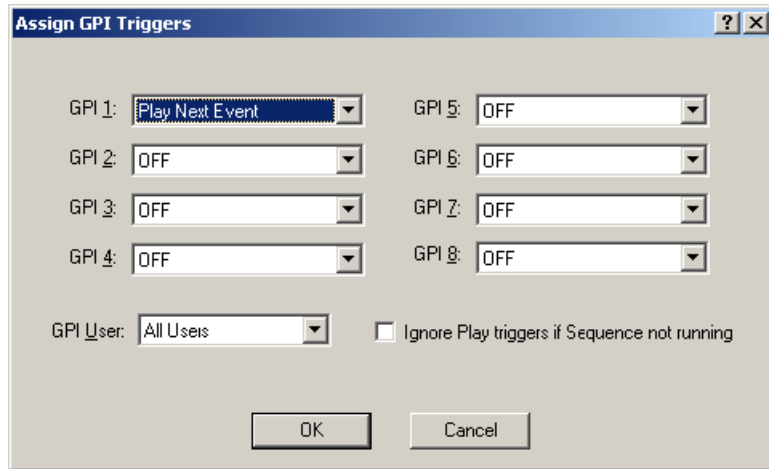 Assign GPI Triggers
GPI 1: Play Next Event GPI 5: OFF
GPI 2: OFF GPI 6: OFF
GPI 3: OFF GPI 7: OFF
GPI 4: OFF GPI 8: OFF
GPI User: All Users Ignore Play triggers if Sequence not running
OK Cancel